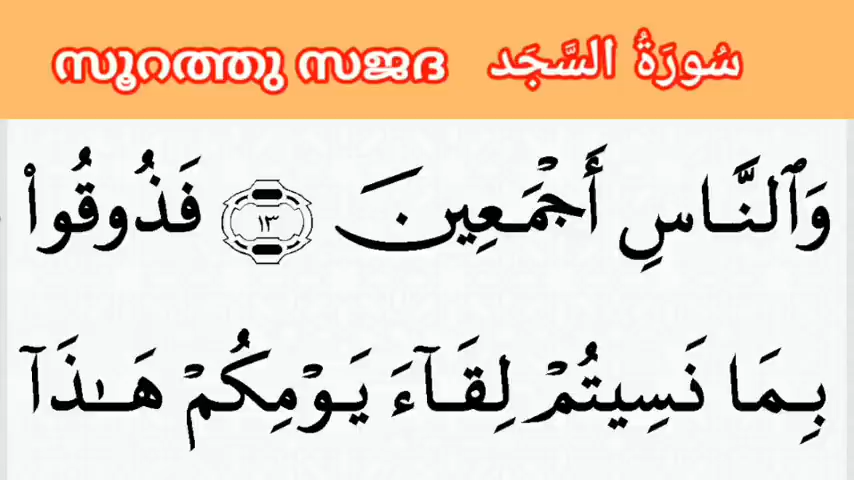 സൂറത്തു സജദ سُورَةُ السَّجَد
وَٱلنَّاسِ أَجْمَعِينَ ١٣ فَذُوقُوا۟
بِمَا نَسِيتُمْ لِقَآءَ يَوْمِكُمْ هَـٰذَآ